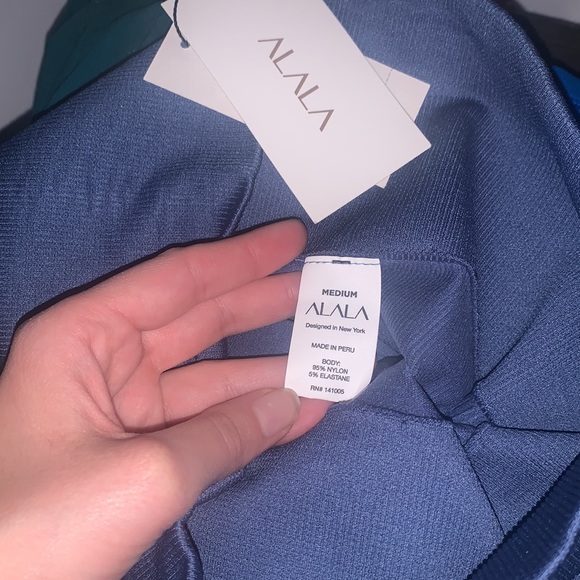 ALALA
MEDIUM
ALALA
Designed in New York
MADE IN PERU
BODY:
95% NYLON
5% ELASTANE
RN# 141005